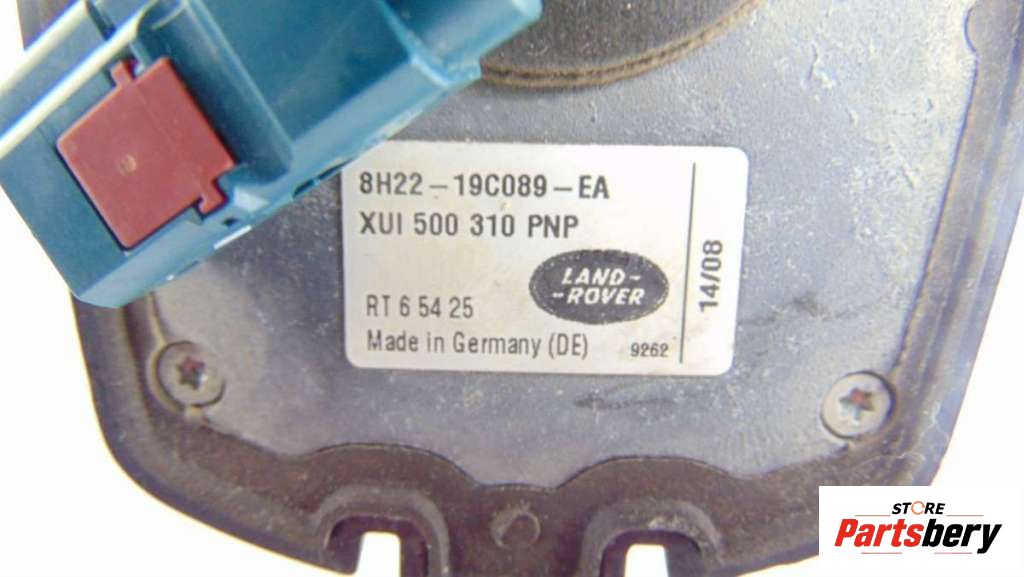 8H22-19C089-EA
XUI 500 310 PNP
LAND-
-ROVER
RT 6 54 25
Made in Germany (DE)
9262
14/08
STORE
Partsbery